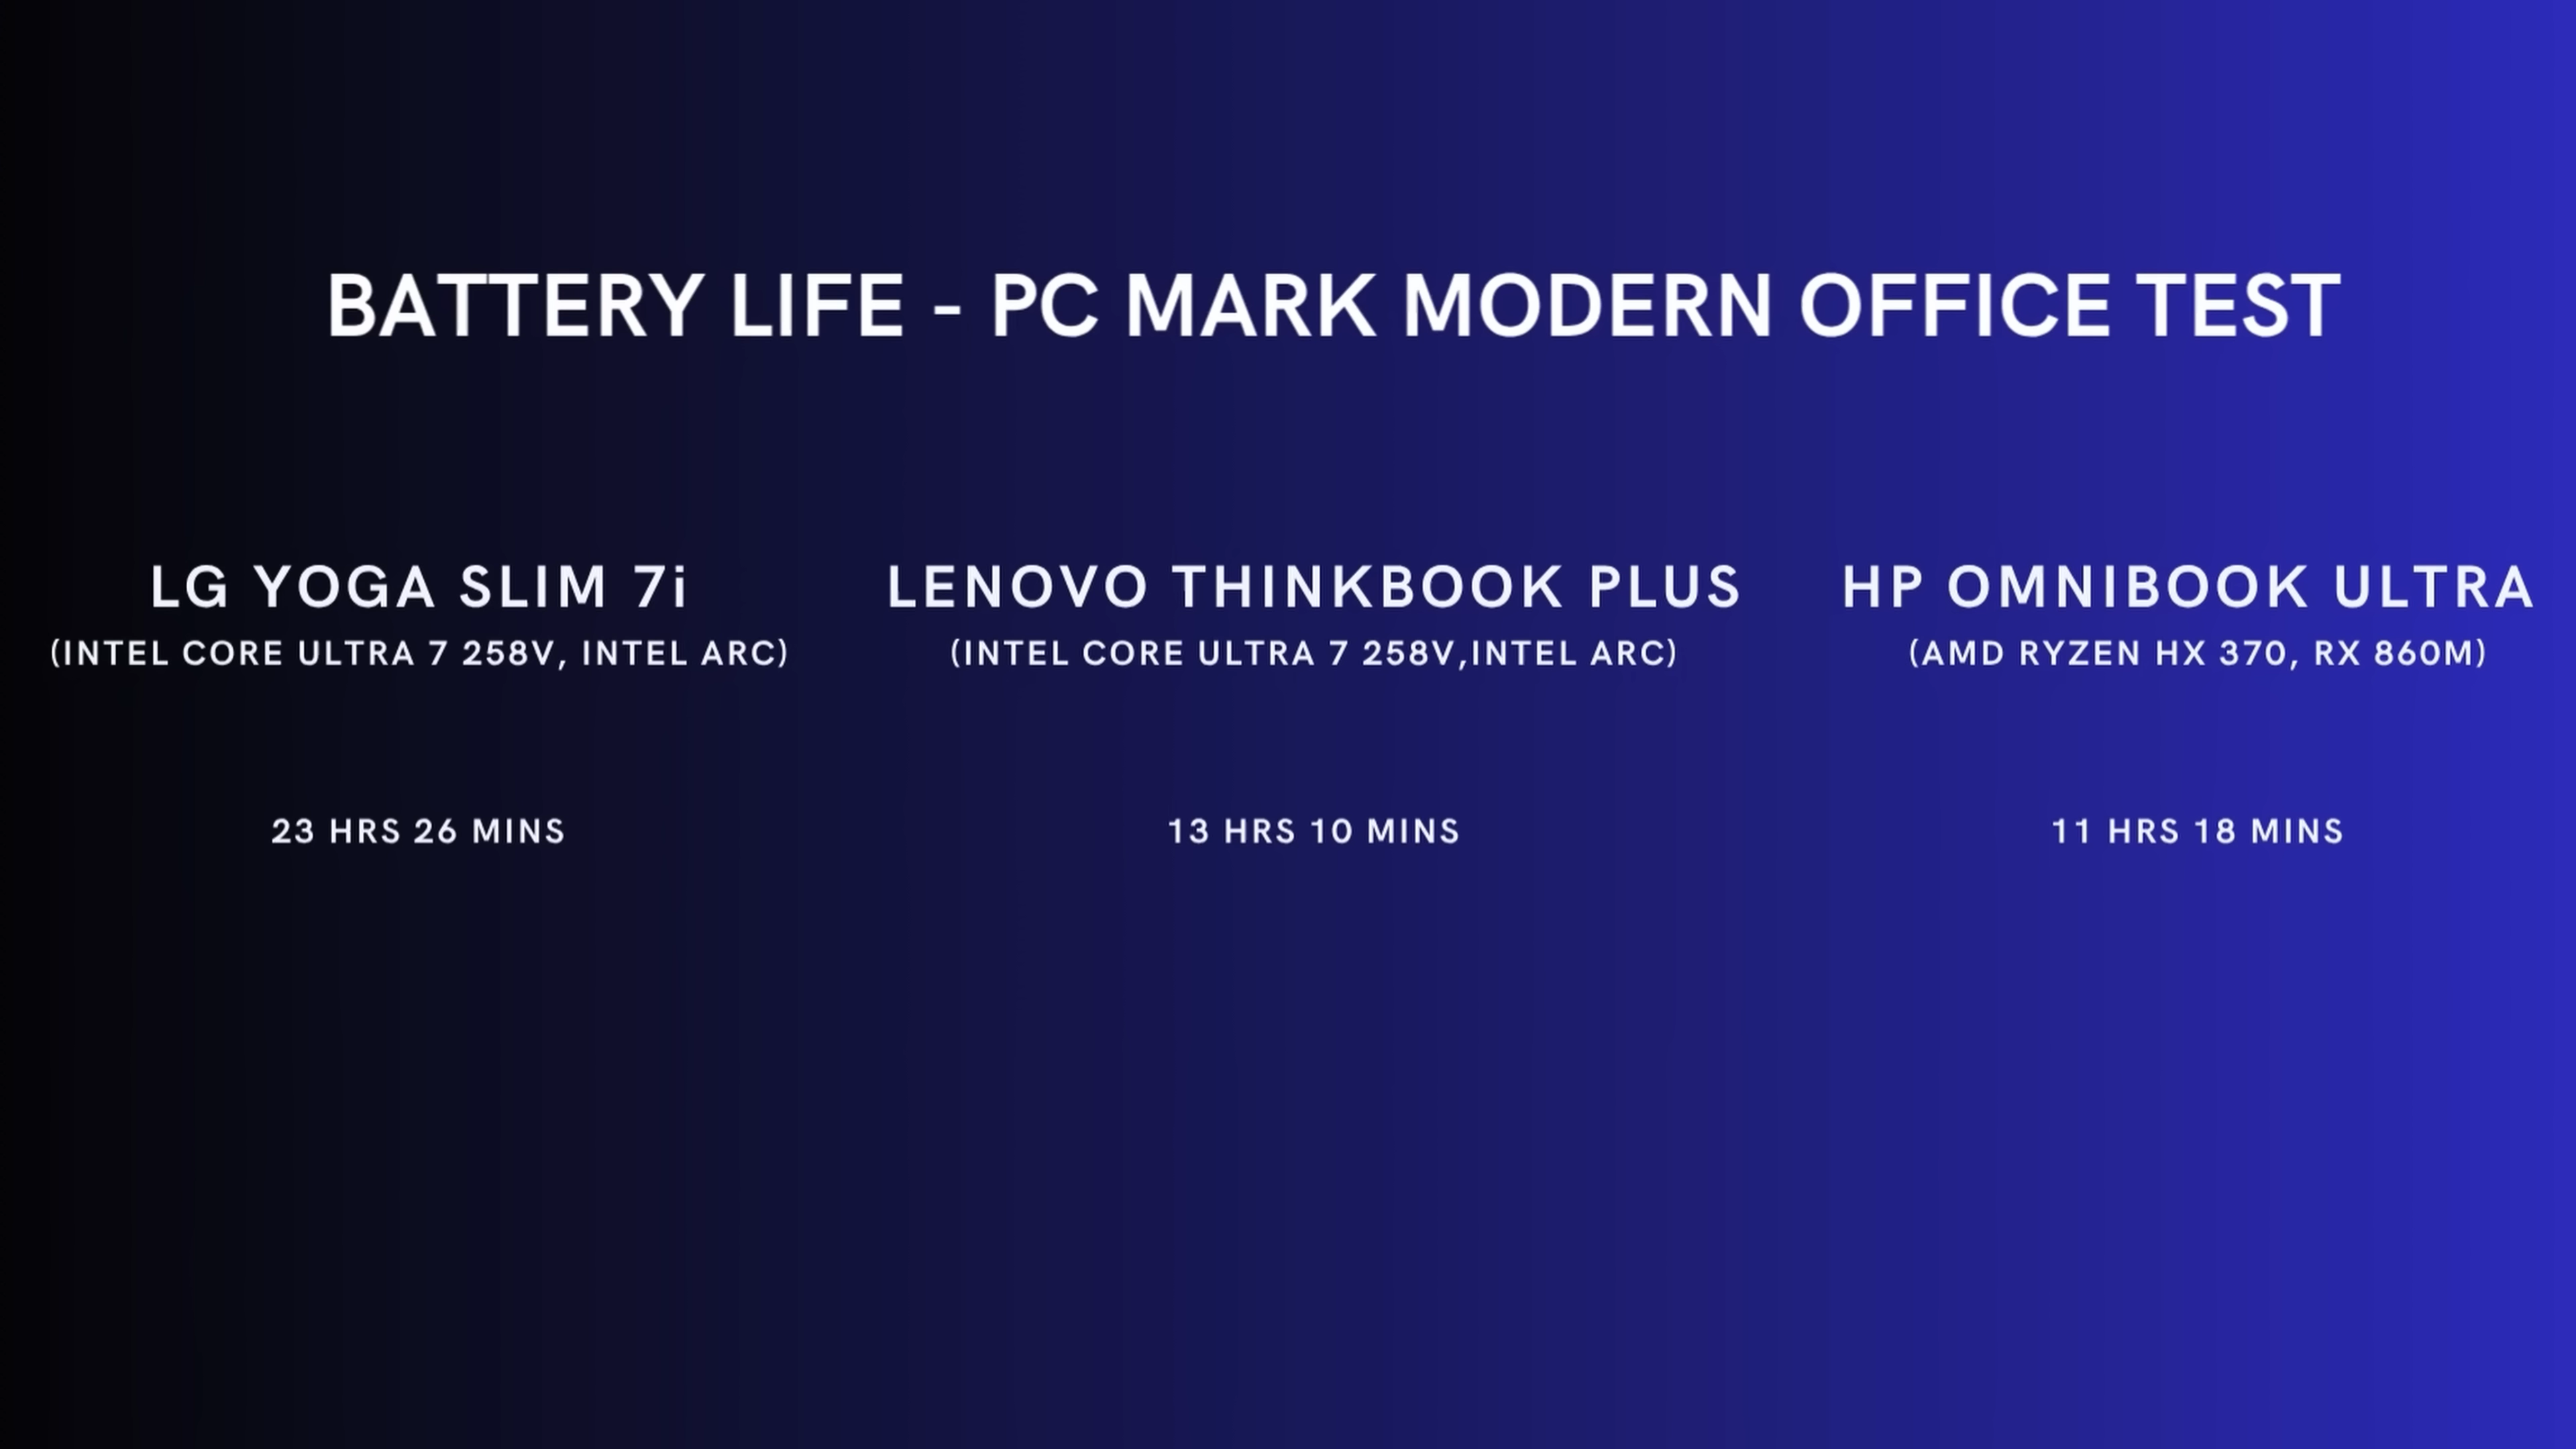 BATTERY LIFE - PC MARK MODERN OFFICE TEST
LG YOGA SLIM 7i
(INTEL CORE ULTRA 7 258V, INTEL ARC)
23 HRS 26 MINS
LENOVO THINKBOOK PLUS
(INTEL CORE ULTRA 7 258V,INTEL ARC)
13 HRS 10 MINS
HP OMNIBOOK ULTRA
(AMD RYZEN HX 370, RX 860M)
11 HRS 18 MINS